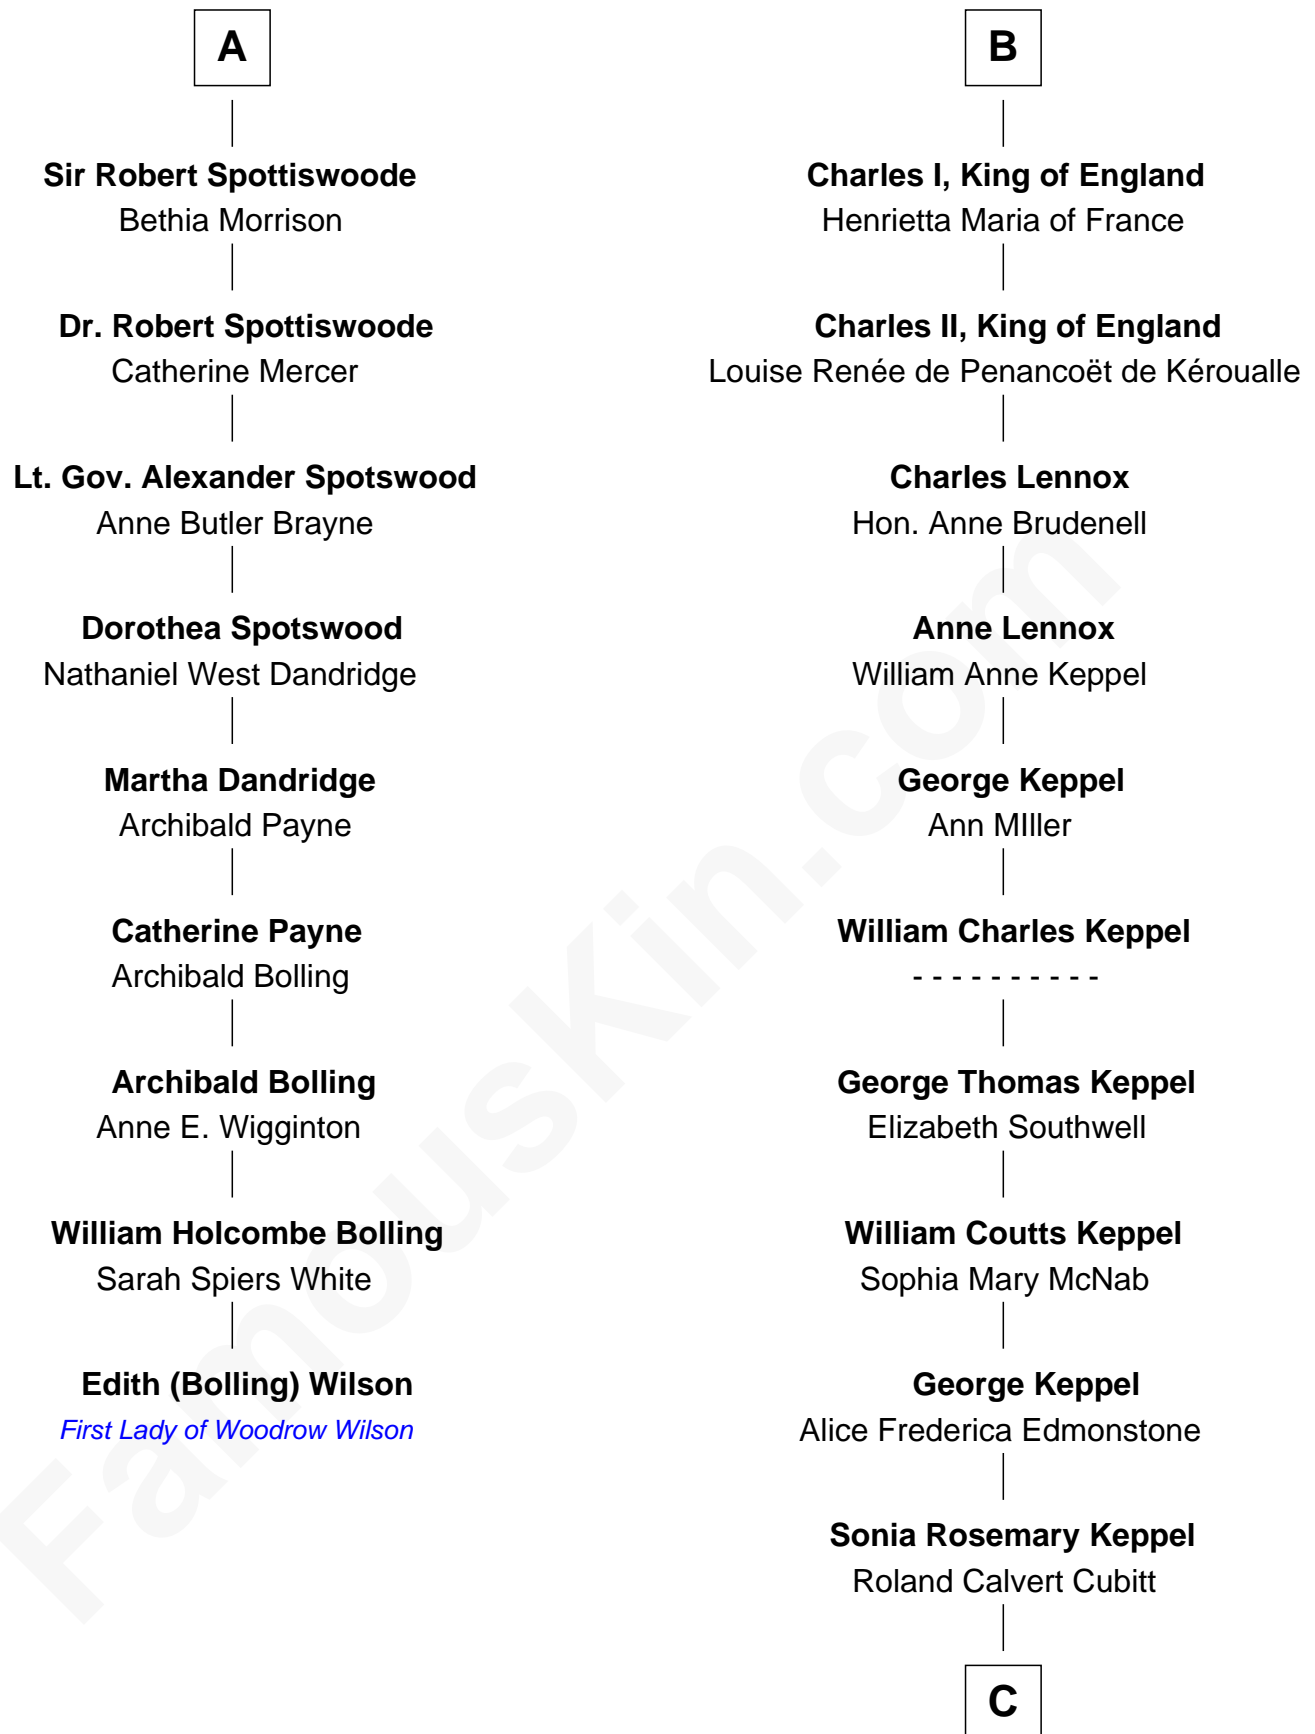 A
Sir Robert Spottiswoode
Bethia Morrison
Dr. Robert Spottiswoode
Catherine Mercer
Lt. Gov. Alexander Spotswood
Anne Butler Brayne
Dorothea Spotswood
Nathaniel West Dandridge
Martha Dandridge
Archibald Payne
Catherine Payne
Archibald Bolling
Archibald Bolling
Anne E. Wigginton
William Holcombe Bolling
Sarah Spiers White
Edith (Bolling) Wilson
First Lady of Woodrow Wilson
B
Charles I, King of England
Henrietta Maria of France
Charles II, King of England
Louise Renée de Penancoët de Kéroualle
Charles Lennox
Hon. Anne Brudenell
Anne Lennox
William Anne Keppel
George Keppel
Ann MIller
William Charles Keppel
- - - - - - - - - -
George Thomas Keppel
Elizabeth Southwell
William Coutts Keppel
Sophia Mary McNab
George Keppel
Alice Frederica Edmonstone
Sonia Rosemary Keppel
Roland Calvert Cubitt
C
FamousKin.com